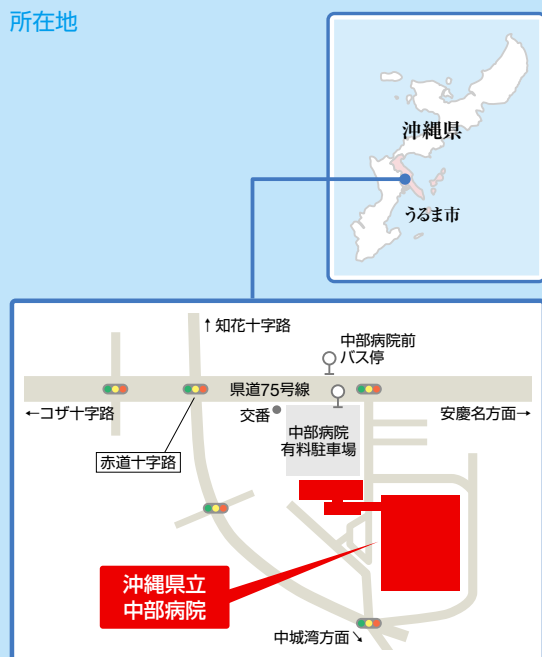 所在地
沖縄県
うるま市
↑知花十字路
中部病院前
バス停
県道75号線
←コザ十字路
交番
安慶名方面→
中部病院
有料駐車場
赤道十字路
沖縄県立
中部病院
中城湾方面↘